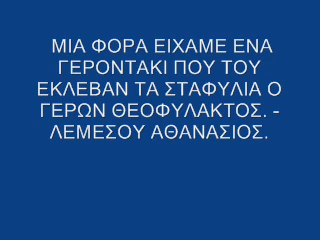 ΜΙΑ ΦΟΡΑ ΕΙΧΑΜΕ ΕΝΑ
ΓΕΡΟΝΤΑΚΙ ΠΟΥ ΤΟΥ
ΕΚΛΕΒΑΝ ΤΑ ΣΤΑΦΥΛΙΑ Ο
ΓΕΡΩΝ ΘΕΟΦΥΛΑΚΤΟΣ. -
ΛΕΜΕΣΟΥ ΑΘΑΝΑΣΙΟΣ.